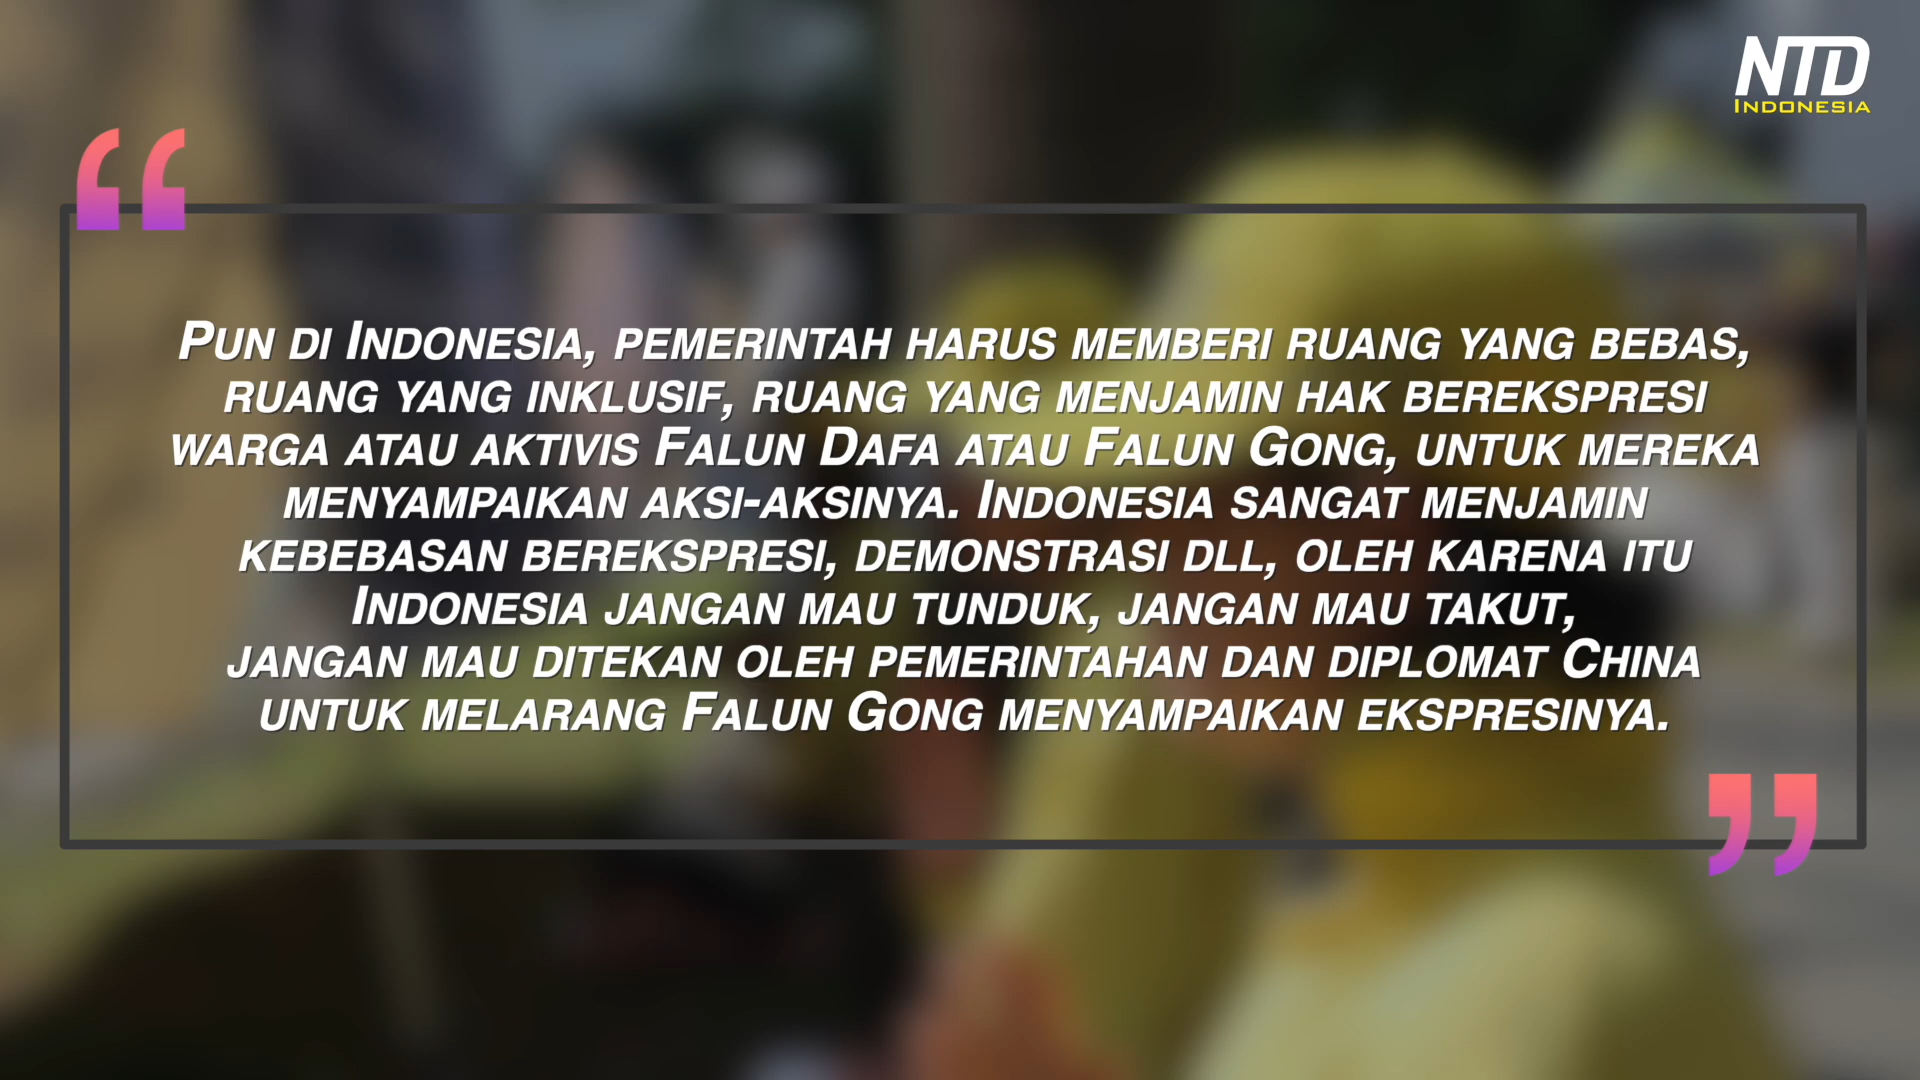 NTD
INDONESIA
“
PUN DI INDONESIA, PEMERINTAH HARUS MEMBERI RUANG YANG BEBAS,
RUANG YANG INKLUSIF, RUANG YANG MENJAMIN HAK BEREKSPRESI
WARGA ATAU AKTIVIS FALUN DAFA ATAU FALUN GONG, UNTUK MEREKA
MENYAMPAIKAN AKSI-AKSINYA. INDONESIA SANGAT MENJAMIN
KEBEBASAN BEREKSPRESI, DEMONSTRASI DLL, OLEH KARENA ITU
INDONESIA JANGAN MAU TUNDUK, JANGAN MAU TAKUT,
JANGAN MAU DITEKAN OLEH PEMERINTAHAN DAN DIPLOMAT CHINA
UNTUK MELARANG FALUN GONG MENYAMPAIKAN EKSPRESINYA.
”